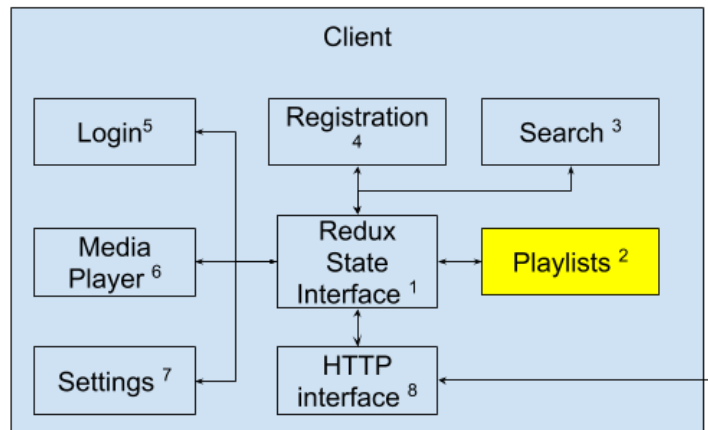 Client
Login⁵
Registration
⁴
Search ³
Media
Player ⁶
Redux
State
Interface ¹
Playlists ²
Settings ⁷
HTTP
interface ⁸